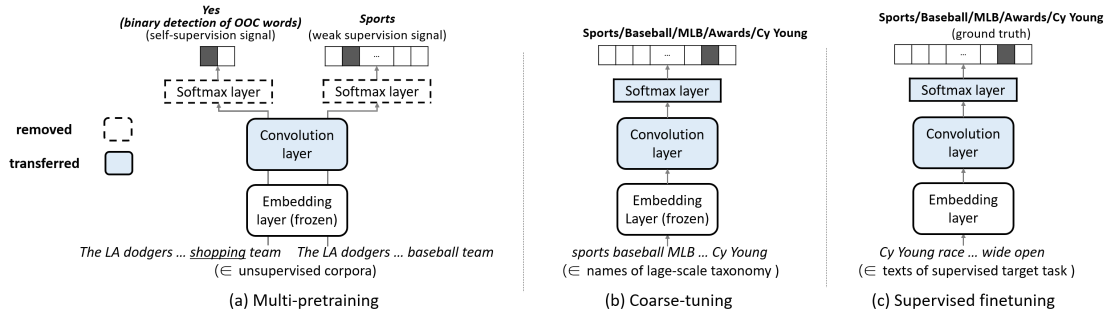 Yes
(binary detection of OOC words)
(self-supervision signal)
Sports
(weak supervision signal)
...
Softmax layer
Softmax layer
removed
transferred
Convolution
layer
Embedding
layer (frozen)
The LA dodgers ... shopping team
The LA dodgers ... baseball team
(∈ unsupervised corpora)
(a) Multi-pretraining
Sports/Baseball/MLB/Awards/Cy Young
...
Softmax layer
Convolution
layer
Embedding
Layer (frozen)
sports baseball MLB ... Cy Young
(∈ names of lage-scale taxonomy )
(b) Coarse-tuning
Sports/Baseball/MLB/Awards/Cy Young
(ground truth)
...
Softmax layer
Convolution
layer
Embedding
layer
Cy Young race ... wide open
(∈ texts of supervised target task )
(c) Supervised finetuning